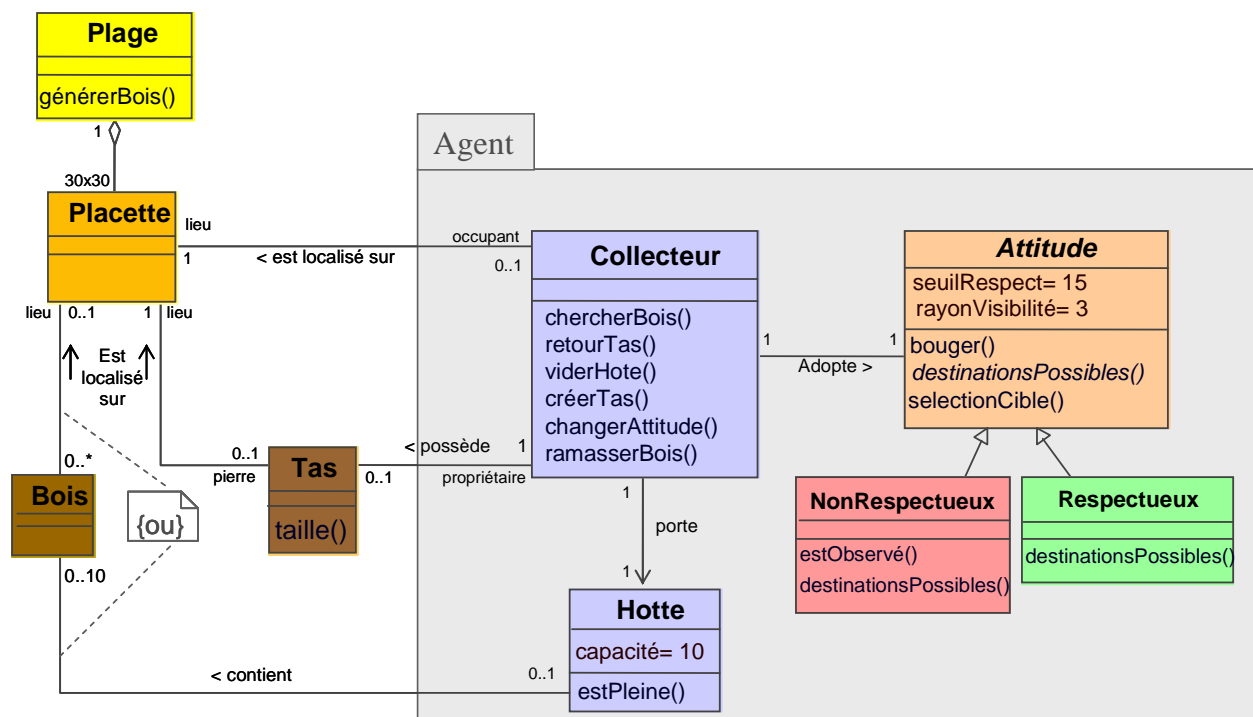 Plage
générerBois()
1
30x30
Placette
lieu
1
< est localisé sur
occupant
0..1
lieu
0..1
1
lieu
Est
localisé
sur
0..*
Bois
{ou}
0..10
0..1
pierre
Tas
taille()
0..1
< possède
1
propriétaire
Agent
Collecteur
chercherBois()
retourTas()
viderHote()
créerTas()
changerAttitude()
ramasserBois()
1
Adopte >
1
Attitude
seuilRespect= 15
rayonVisibilité= 3
bouger()
destinationsPossibles()
selectionCible()
NonRespectueux
estObservé()
destinationsPossibles()
Respectueux
destinationsPossibles()
1
porte
1
Hotte
capacité= 10
estPleine()
0..1
< contient